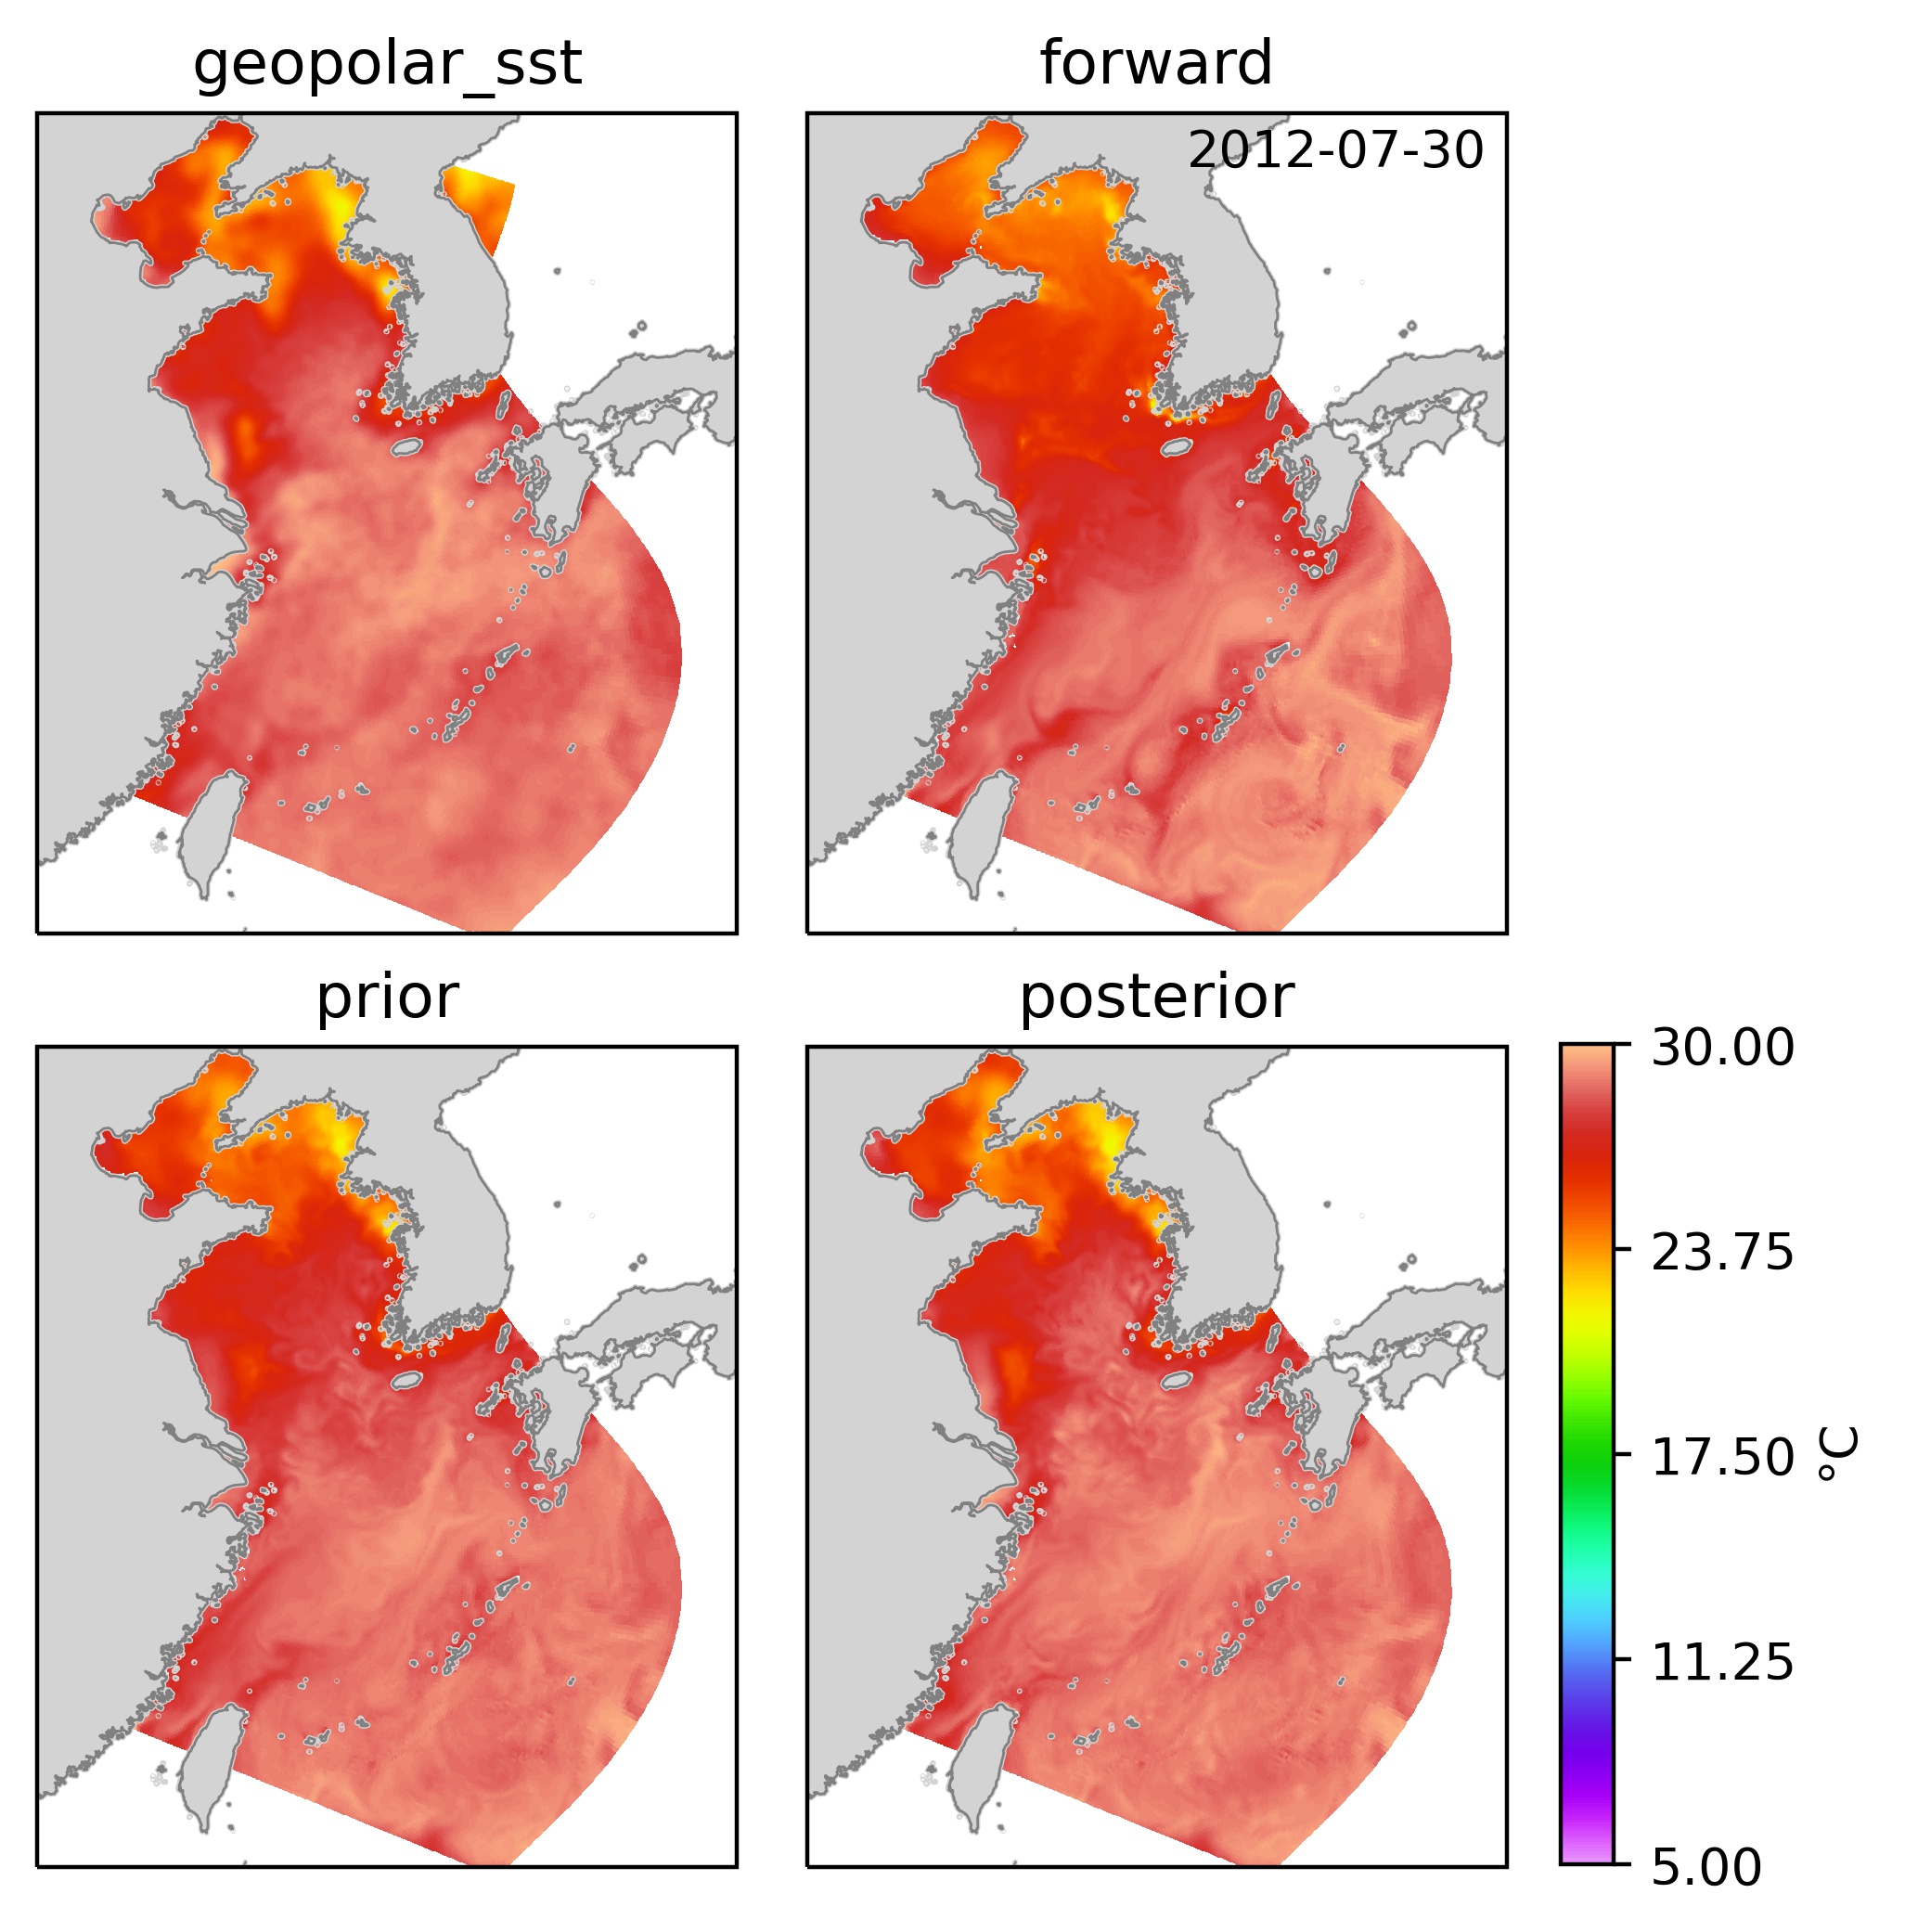 geopolar_sst
forward
2012-07-30
prior
posterior
30.00
23.75
17.50
11.25
5.00
°C